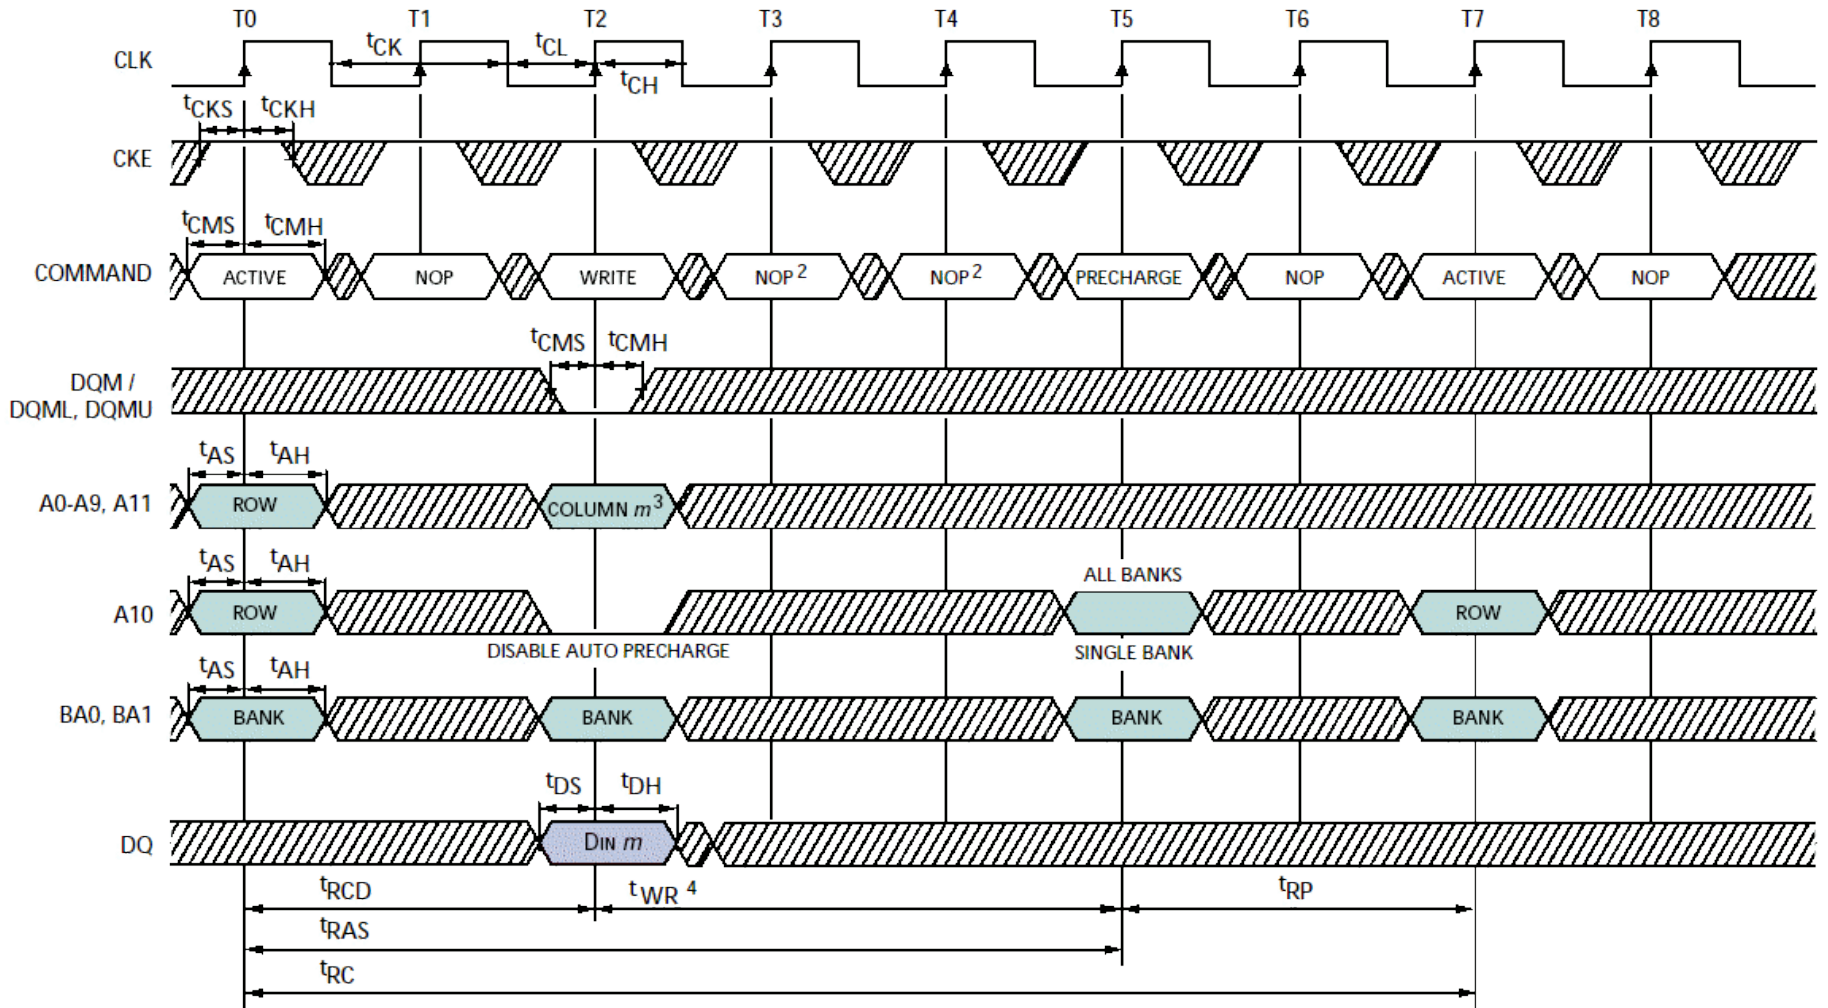 T0 T1 T2 T3 T4 T5 T6 T7 T8
CLK tCK tCL tCH
tCKS tCKH
CKE
tCMS tCMH
COMMAND ACTIVE NOP WRITE NOP 2 NOP 2 PRECHARGE NOP ACTIVE NOP
tCMS tCMH
DQM /
DQML, DQMU
tAS tAH
A0-A9, A11 ROW COLUMN m3
tAS tAH ALL BANKS
A10 ROW ROW
DISABLE AUTO PRECHARGE SINGLE BANK
tAS tAH
BA0, BA1 BANK BANK BANK BANK
tDS tDH
DQ DIN m
tRCD tWR 4 tRP
tRAS
tRC